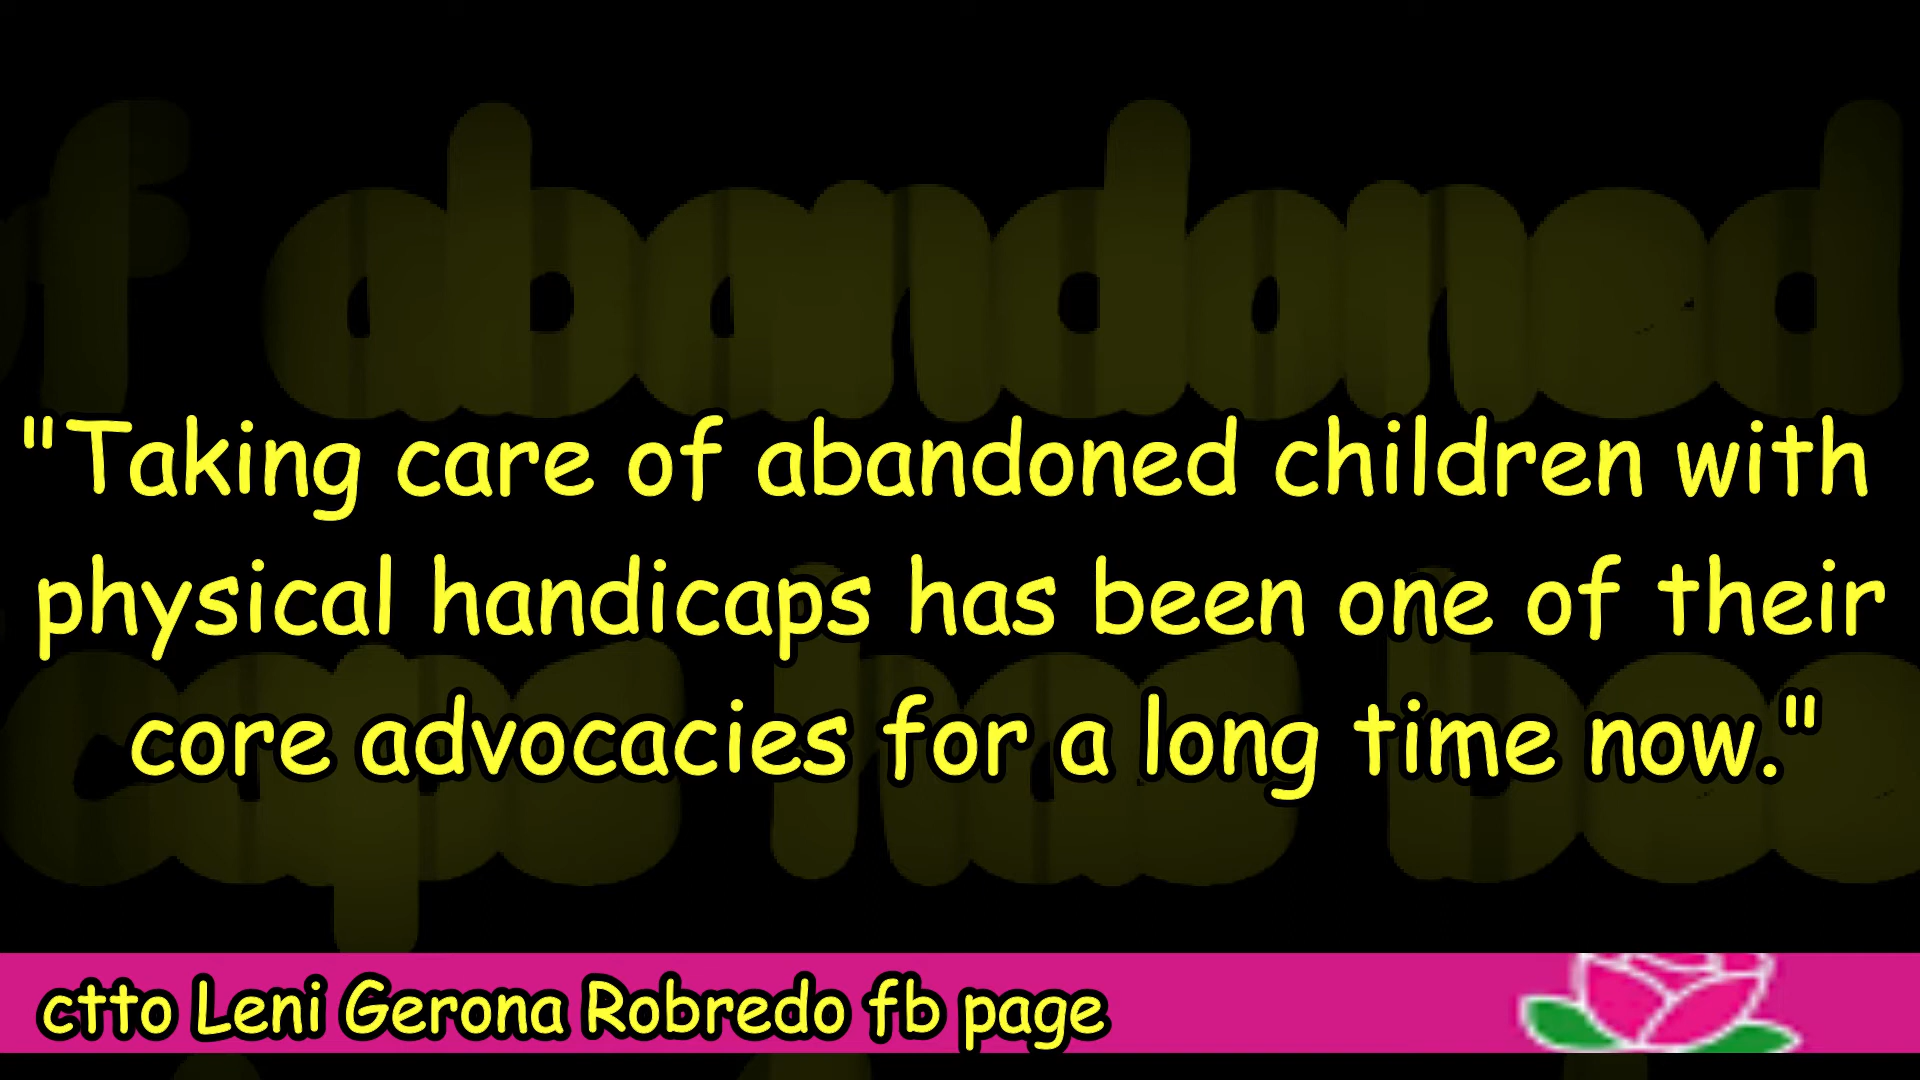 "Taking care of abandoned children with
physical handicaps has been one of their
core advocacies for a long time now."
ctto Leni Gerona Robredo fb page